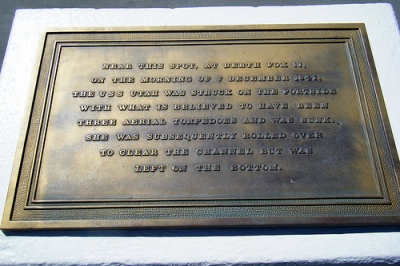 NEAR THIS SPOT, AT BERTH FOX 11,
ON THE MORNING OF 7 DECEMBER 1941,
THE USS UTAH WAS STRUCK ON THE PORTSIDE
WITH WHAT IS BELIEVED TO HAVE BEEN
THREE AERIAL TORPEDOES AND WAS SUNK.
SHE WAS SUBSEQUENTLY ROLLED OVER
TO CLEAR THE CHANNEL BUT WAS
LEFT ON THE BOTTOM.